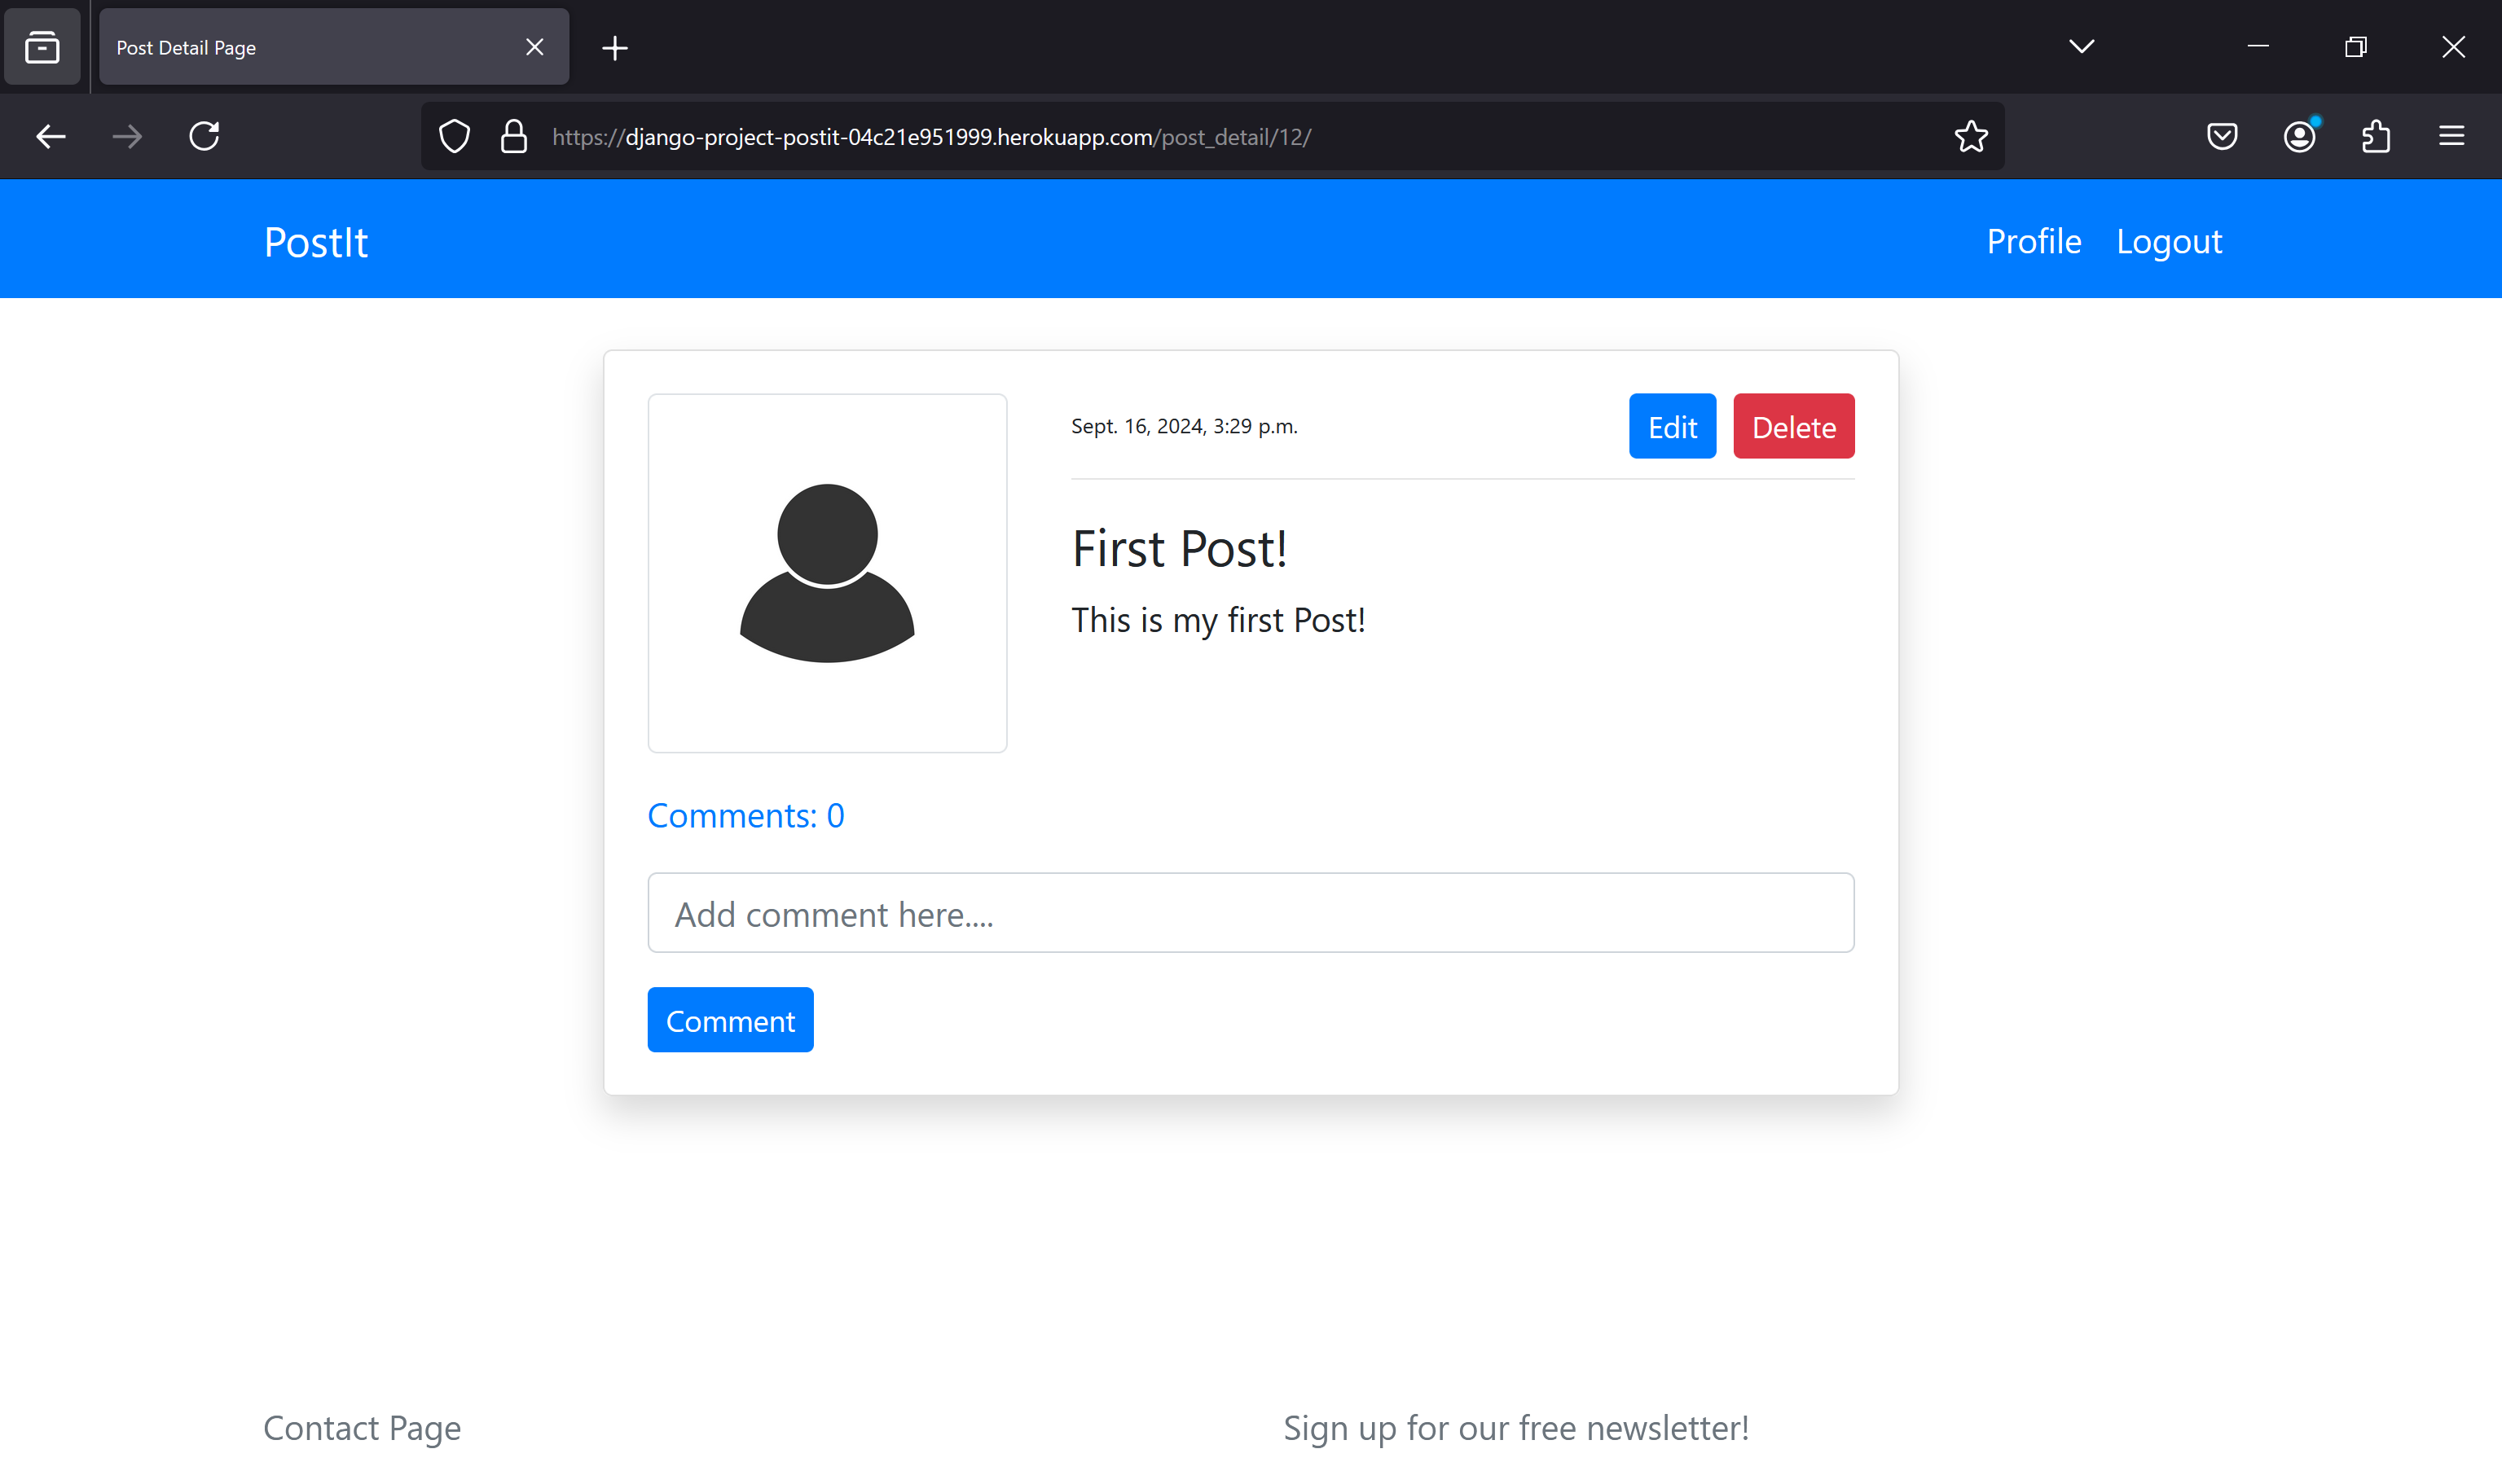 Post Detail Page
https://django-project-postit-04c21e951999.herokuapp.com/post_detail/12/
PostIt
Profile Logout
Sept. 16, 2024, 3:29 p.m.
Edit Delete
First Post!
This is my first Post!
Comments: 0
Add comment here....
Comment
Contact Page
Sign up for our free newsletter!